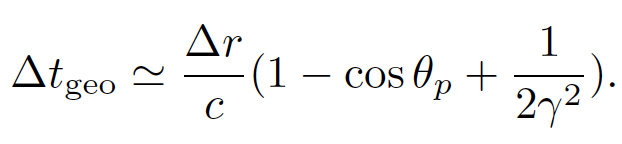 Δt_geo ≃ Δr/c (1 − cos θ_p + 1/(2γ²)).